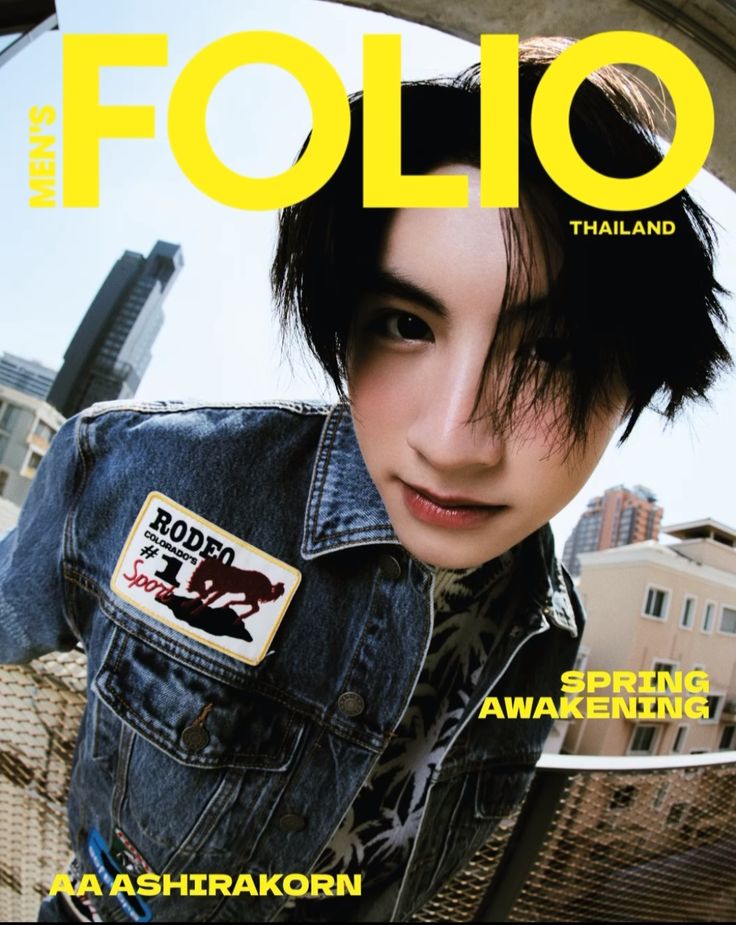 MEN'S
FOLIO
THAILAND
RODEO
COLORADO'S
#1
Sport
SPRING
AWAKENING
AA ASHIRAKORN